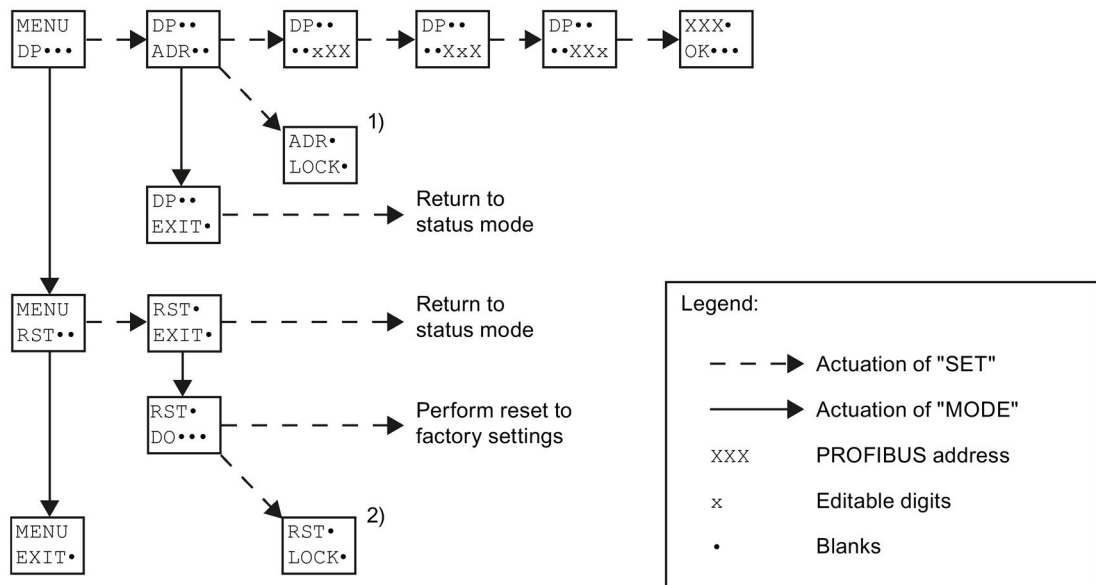 MENU
DP•••
DP••
ADR••
DP••
••xXX
DP••
••XxX
DP••
••XXx
XXX•
OK•••
1)
ADR•
LOCK•
DP••
EXIT•
Return to
status mode
MENU
RST••
RST•
EXIT•
Return to
status mode
RST•
DO•••
Perform reset to
factory settings
MENU
EXIT•
2)
RST•
LOCK•
Legend:
Actuation of "SET"
Actuation of "MODE"
XXX PROFIBUS address
x Editable digits
• Blanks